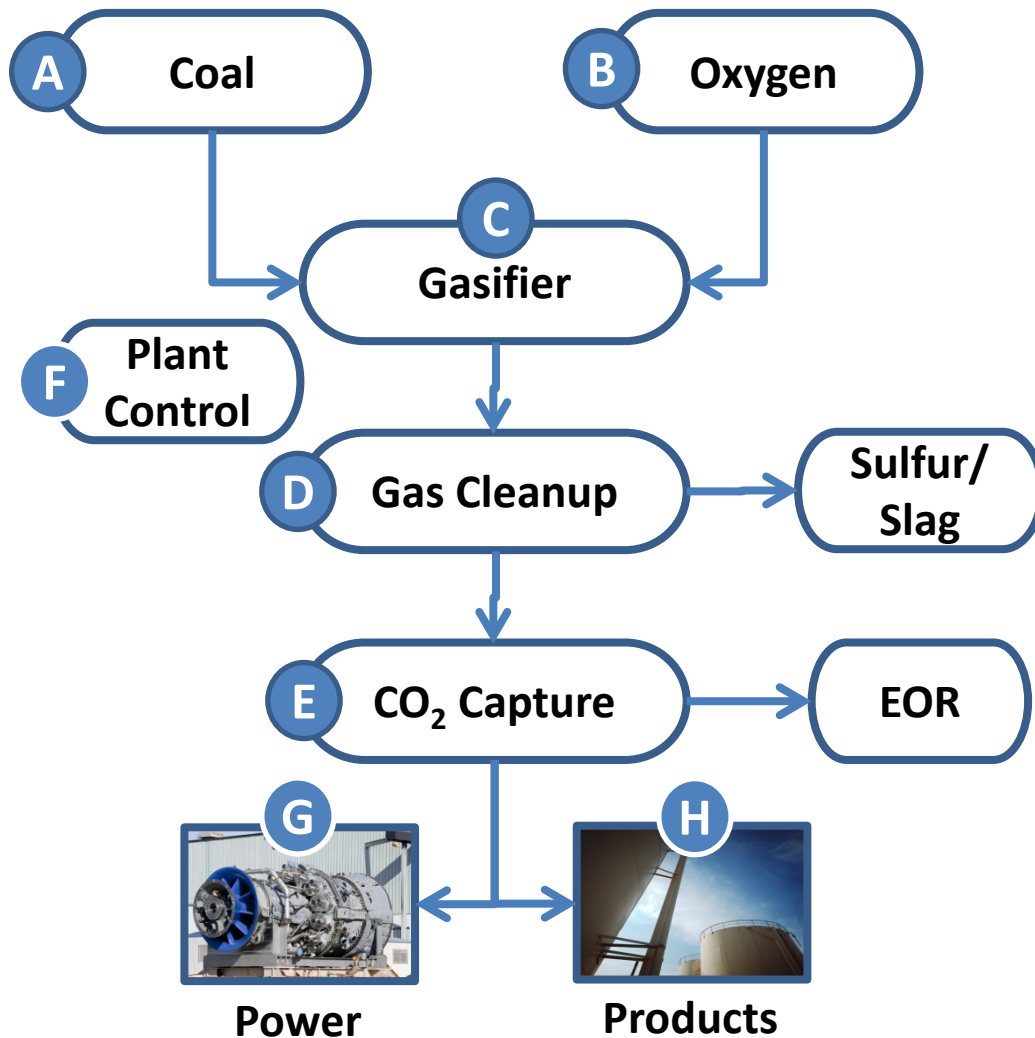 A
Coal
B
Oxygen
C
Gasifier
F
Plant
Control
D
Gas Cleanup
Sulfur/
Slag
E
CO₂ Capture
EOR
G
H
Power
Products